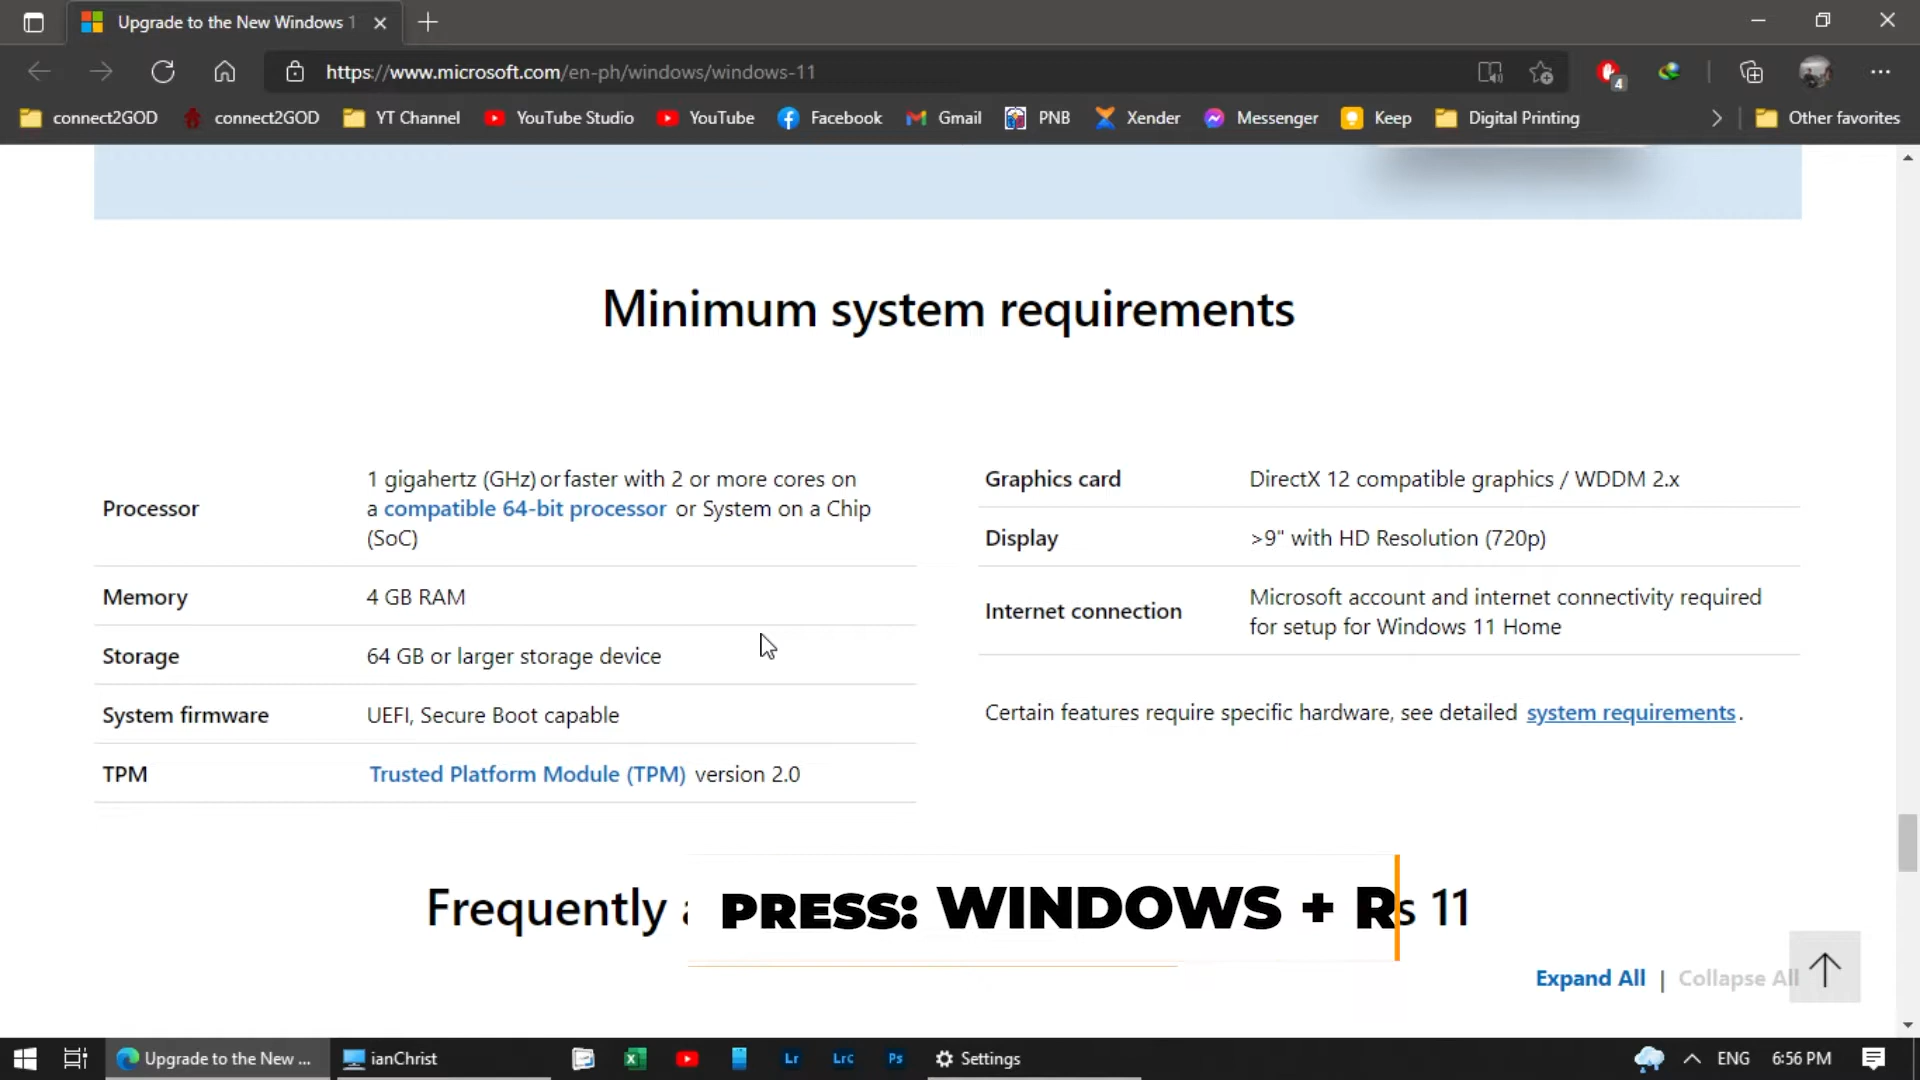 Upgrade to the New Windows 1
https://www.microsoft.com/en-ph/windows/windows-11
4
connect2GOD
connect2GOD
YT Channel
YouTube Studio
YouTube
Facebook
Gmail
PNB
Xender
Messenger
Keep
Digital Printing
Other favorites
Minimum system requirements
Processor
1 gigahertz (GHz) or faster with 2 or more cores on
a compatible 64-bit processor or System on a Chip
(SoC)
Memory
4 GB RAM
Storage
64 GB or larger storage device
System firmware
UEFI, Secure Boot capable
TPM
Trusted Platform Module (TPM) version 2.0
Graphics card
DirectX 12 compatible graphics / WDDM 2.x
Display
>9" with HD Resolution (720p)
Internet connection
Microsoft account and internet connectivity required
for setup for Windows 11 Home
Certain features require specific hardware, see detailed system requirements.
Frequently
PRESS: WINDOWS + R
s 11
Expand All | Collapse All
Upgrade to the New ...
ianChrist
Lr
LrC
Ps
Settings
ENG
6:56 PM